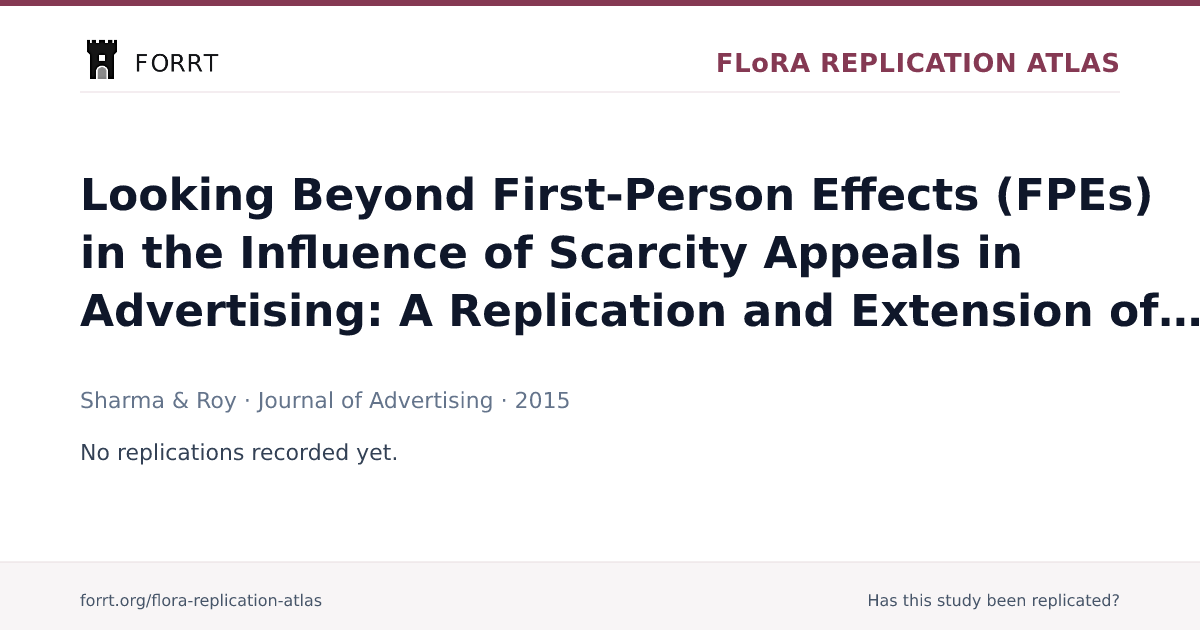 FORRT
FLoRA REPLICATION ATLAS
Looking Beyond First-Person Effects (FPEs)
in the Influence of Scarcity Appeals in
Advertising: A Replication and Extension of…
Sharma & Roy · Journal of Advertising · 2015
No replications recorded yet.
forrt.org/flora-replication-atlas
Has this study been replicated?